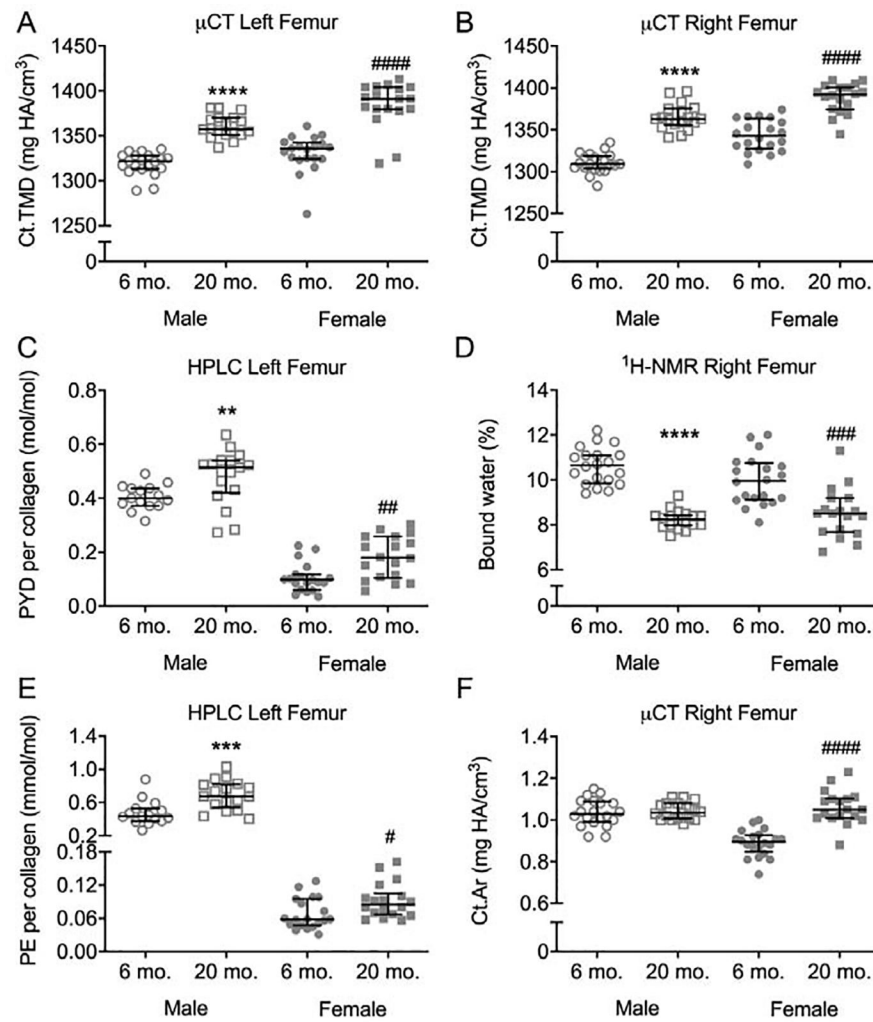 A
μCT Left Femur
Ct.TMD (mg HA/cm³)
1450
1400
1350
1300
1250
0
****
####
6 mo. 20 mo. 6 mo. 20 mo.
Male Female
B
μCT Right Femur
Ct.TMD (mg HA/cm³)
1450
1400
1350
1300
1250
0
****
####
6 mo. 20 mo. 6 mo. 20 mo.
Male Female
C
HPLC Left Femur
PYD per collagen (mol/mol)
0.8
0.6
0.4
0.2
0.0
**
##
6 mo. 20 mo. 6 mo. 20 mo.
Male Female
D
¹H-NMR Right Femur
Bound water (%)
14
12
10
8
6
0
****
###
6 mo. 20 mo. 6 mo. 20 mo.
Male Female
E
HPLC Left Femur
PE per collagen (mmol/mol)
1.4
1.0
0.6
0.2
0.18
0.12
0.06
0.00
***
#
6 mo. 20 mo. 6 mo. 20 mo.
Male Female
F
μCT Right Femur
Ct.Ar (mg HA/cm³)
1.4
1.2
1.0
0.8
0.6
0
####
6 mo. 20 mo. 6 mo. 20 mo.
Male Female